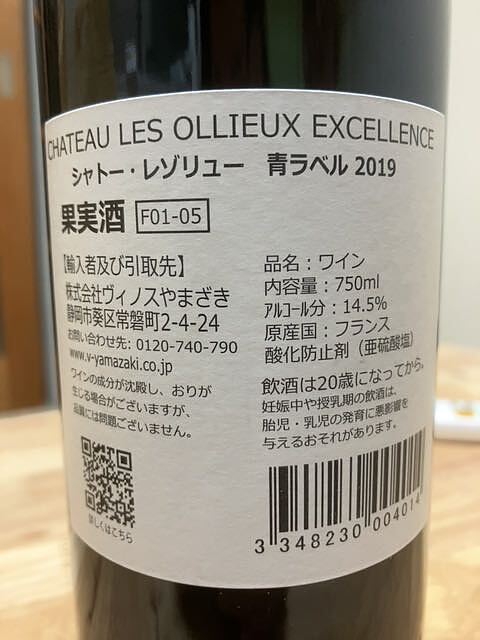 CHATEAU LES OLLIEUX EXCELLENCE
シャトー・レゾリュー 青ラベル 2019
果実酒 F01-05
【輸入者及び引取先】
株式会社ヴィノスやまざき
静岡市葵区常磐町2-4-24
お問い合わせ先: 0120-740-790
www.v-yamazaki.co.jp
ワインの成分が沈殿し、おりが
生じる場合がございますが、
品質には問題ございません。
詳しくはこちら
品名：ワイン
内容量：750ml
アルコール分：14.5%
原産国：フランス
酸化防止剤（亜硫酸塩）
飲酒は20歳になってから。
妊娠中や授乳期の飲酒は、
胎児・乳児の発育に悪影響を
与えるおそれがあります。
3 348230 004014